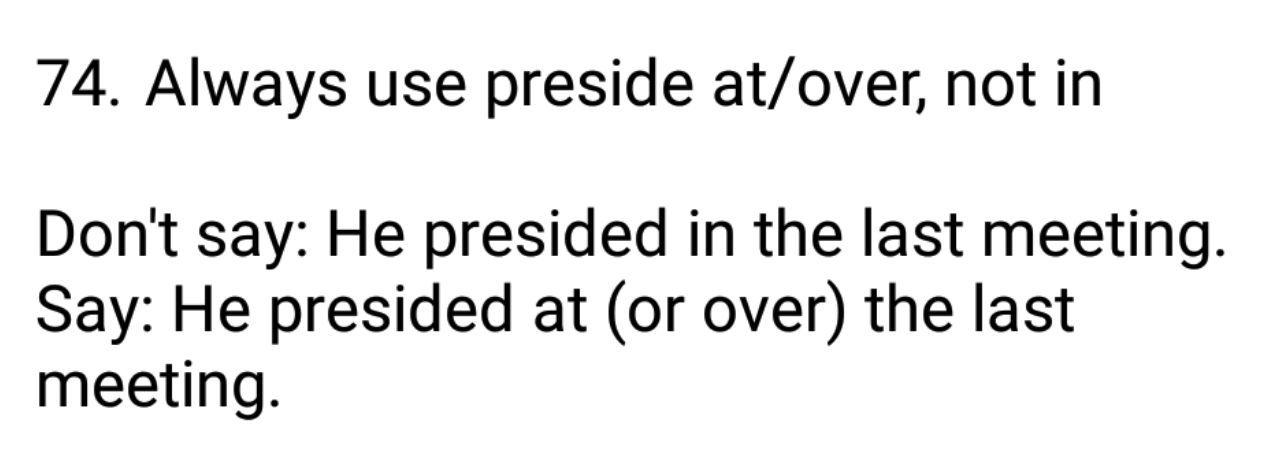 74. Always use preside at/over, not in
Don't say: He presided in the last meeting.
Say: He presided at (or over) the last
meeting.